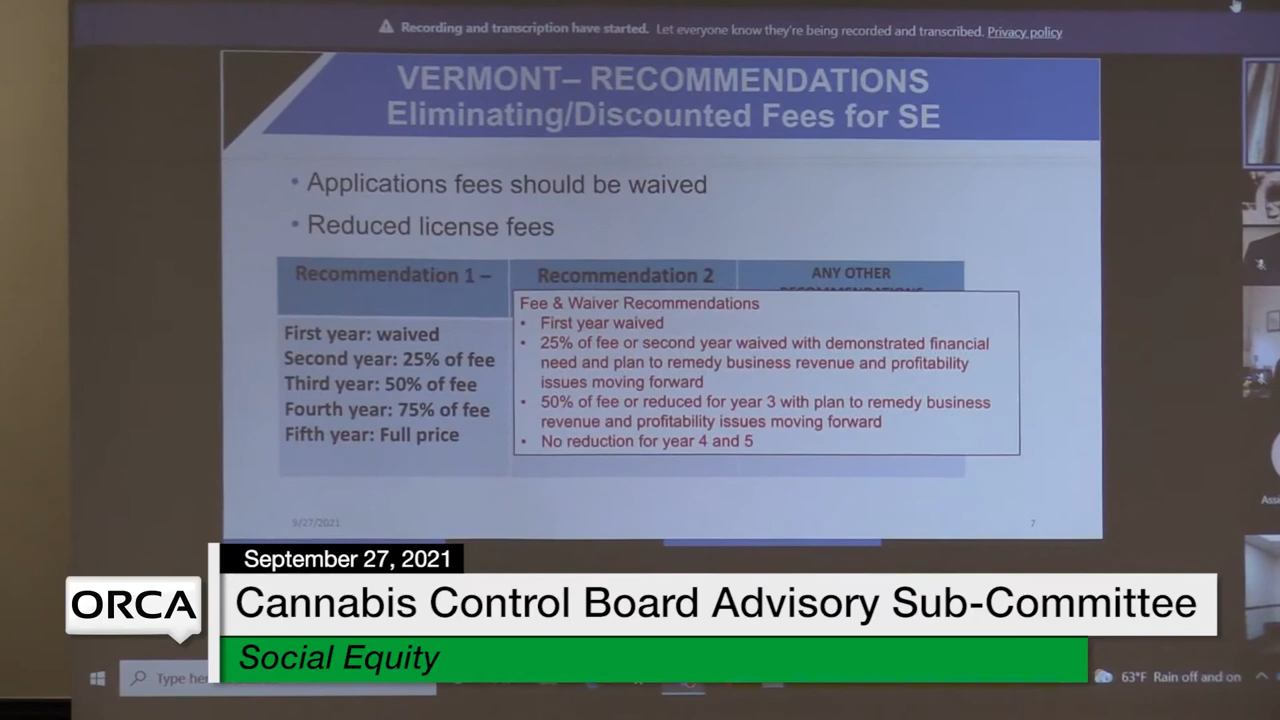 Recording and transcription have started. Let everyone know they're being recorded and transcribed. Privacy policy
VERMONT– RECOMMENDATIONS
Eliminating/Discounted Fees for SE
• Applications fees should be waived
• Reduced license fees
Recommendation 1 –
Recommendation 2
ANY OTHER
RECOMMENDATIONS
First year: waived
Second year: 25% of fee
Third year: 50% of fee
Fourth year: 75% of fee
Fifth year: Full price
Fee & Waiver Recommendations
• First year waived
• 25% of fee or second year waived with demonstrated financial
need and plan to remedy business revenue and profitability
issues moving forward
• 50% of fee or reduced for year 3 with plan to remedy business
revenue and profitability issues moving forward
• No reduction for year 4 and 5
9/27/2021
7
September 27, 2021
ORCA
Cannabis Control Board Advisory Sub-Committee
Social Equity
Type her
63°F Rain off and on